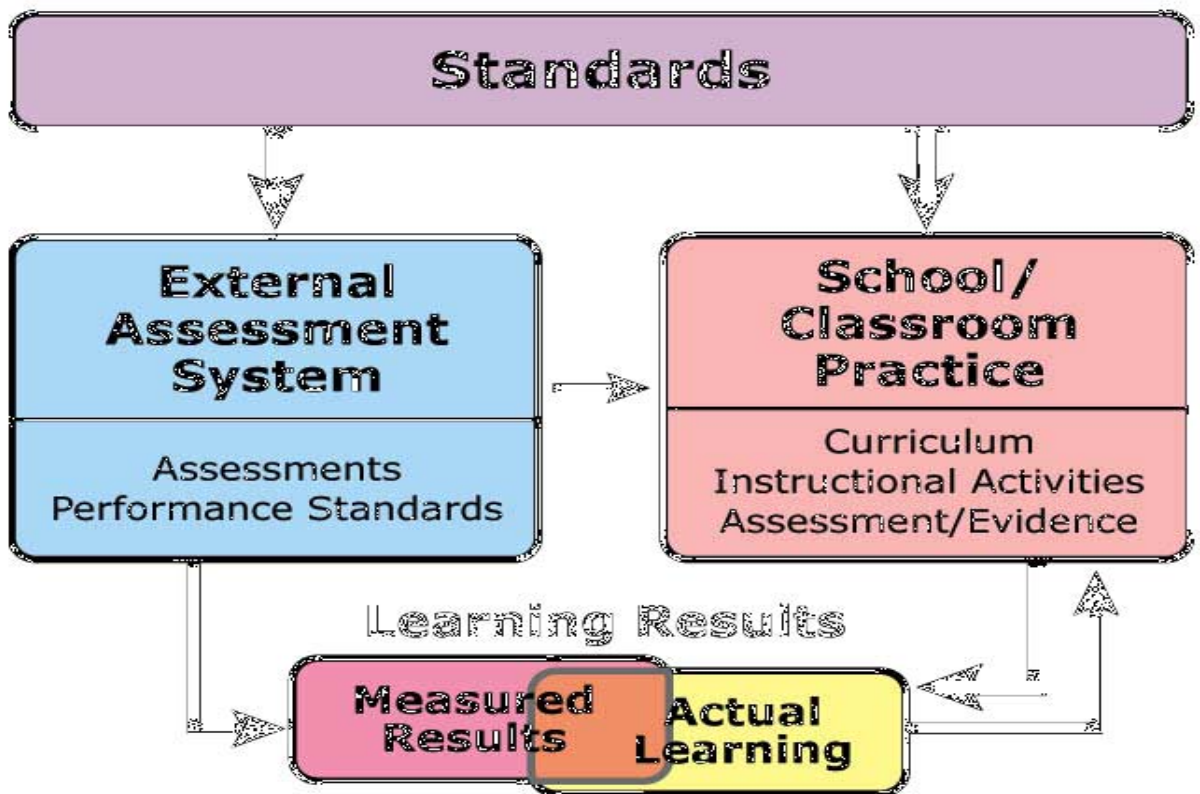 Standards
External
Assessment
System
Assessments
Performance Standards
School/
Classroom
Practice
Curriculum
Instructional Activities
Assessment/Evidence
Learning Results
Measured
Results
Actual
Learning